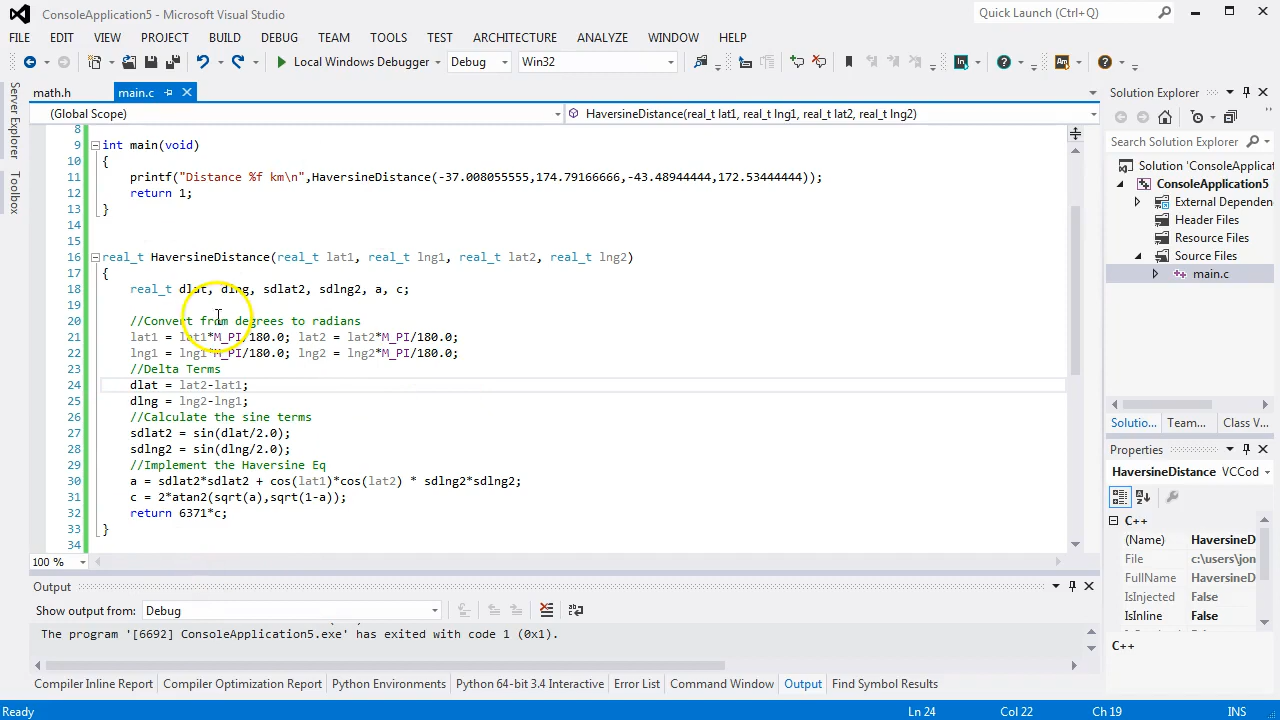 ConsoleApplication5 - Microsoft Visual Studio
Quick Launch (Ctrl+Q)
FILE EDIT VIEW PROJECT BUILD DEBUG TEAM TOOLS TEST ARCHITECTURE ANALYZE WINDOW HELP
Local Windows Debugger Debug Win32
Server Explorer
Toolbox
math.h main.c
(Global Scope) HaversineDistance(real_t lat1, real_t lng1, real_t lat2, real_t lng2)
8
9 int main(void)
10 {
11 printf("Distance %f km\n",HaversineDistance(-37.008055555,174.79166666,-43.48944444,172.53444444));
12 return 1;
13 }
14
15
16 real_t HaversineDistance(real_t lat1, real_t lng1, real_t lat2, real_t lng2)
17 {
18 real_t dlat, dlng, sdlat2, sdlng2, a, c;
19
20 //Convert from degrees to radians
21 lat1 = lat1*M_PI/180.0; lat2 = lat2*M_PI/180.0;
22 lng1 = lng1*M_PI/180.0; lng2 = lng2*M_PI/180.0;
23 //Delta Terms
24 dlat = lat2-lat1;
25 dlng = lng2-lng1;
26 //Calculate the sine terms
27 sdlat2 = sin(dlat/2.0);
28 sdlng2 = sin(dlng/2.0);
29 //Implement the Haversine Eq
30 a = sdlat2*sdlat2 + cos(lat1)*cos(lat2) * sdlng2*sdlng2;
31 c = 2*atan2(sqrt(a),sqrt(1-a));
32 return 6371*c;
33 }
34
100 %
Output
Show output from: Debug
The program '[6692] ConsoleApplication5.exe' has exited with code 1 (0x1).
Compiler Inline Report Compiler Optimization Report Python Environments Python 64-bit 3.4 Interactive Error List Command Window Output Find Symbol Results
Solution Explorer
Search Solution Explorer
Solution 'ConsoleApplicat
ConsoleApplication5
External Dependen
Header Files
Resource Files
Source Files
main.c
Solutio... Team... Class V...
Properties
HaversineDistance VCCod
C++
(Name) HaversineD
File c:\users\jon
FullName HaversineD
IsInjected False
IsInline False
C++
Ready Ln 24 Col 22 Ch 19 INS